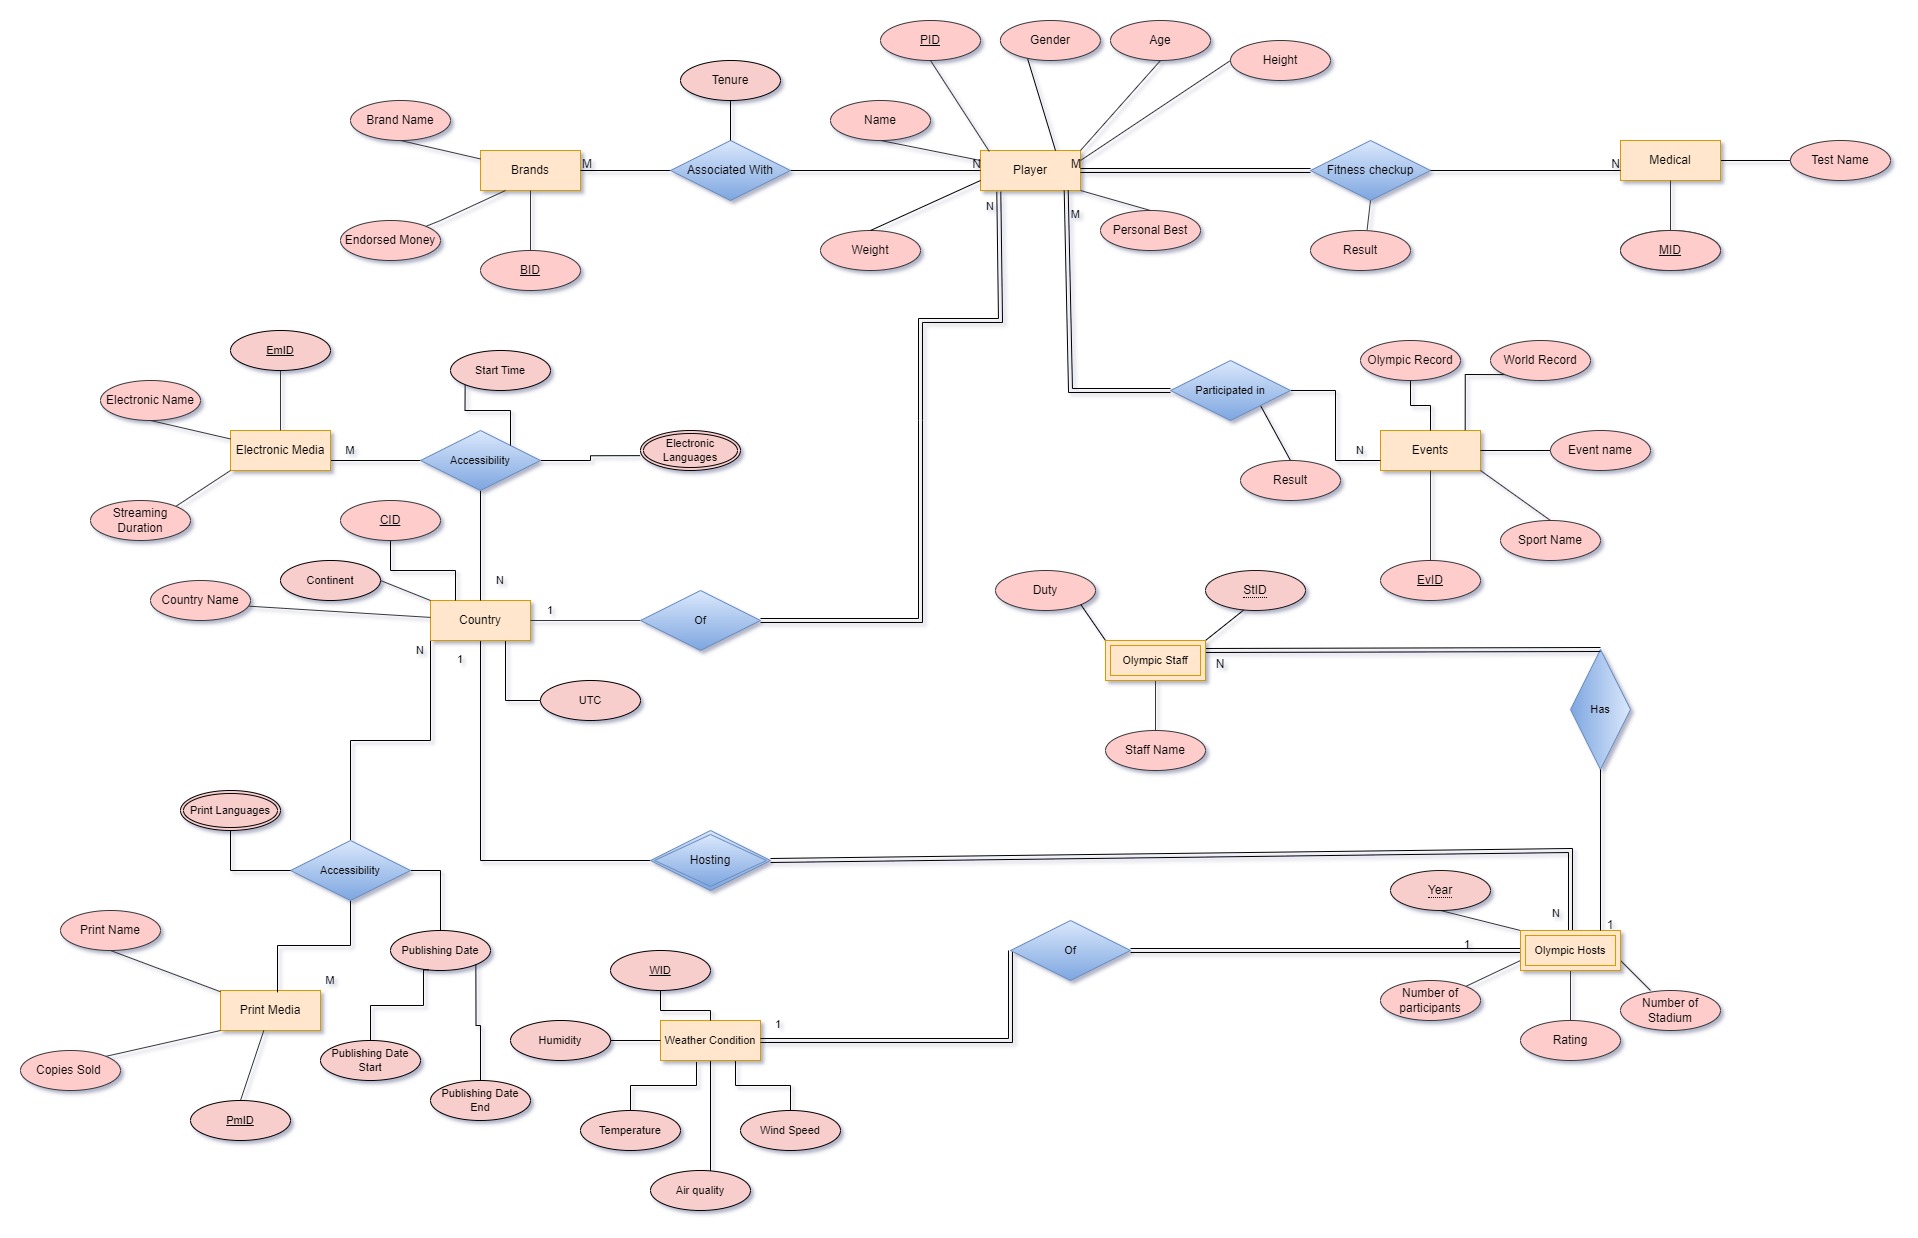 PID
Gender
Age
Height
Tenure
Brand Name
Name
Brands
M
Associated With
N
Player
M
Fitness checkup
N
Medical
Test Name
Endorsed Money
BID
Weight
N
M
Personal Best
Result
MID
EmID
Start Time
Electronic Name
Electronic Media
M
Accessibility
Electronic
Languages
Streaming
Duration
Participated in
Olympic Record
World Record
N
Events
Event name
Result
Sport Name
EvID
CID
Continent
N
Country Name
Country
1
Of
N
1
UTC
Duty
StID
Olympic Staff
N
Staff Name
Has
Print Languages
Accessibility
Hosting
Year
N
1
Print Name
Publishing Date
M
Print Media
Copies Sold
PmID
Publishing Date
Start
Publishing Date
End
WID
Of
1
Olympic Hosts
Number of
participants
Rating
Number of
Stadium
1
Humidity
Weather Condition
Temperature
Wind Speed
Air quality